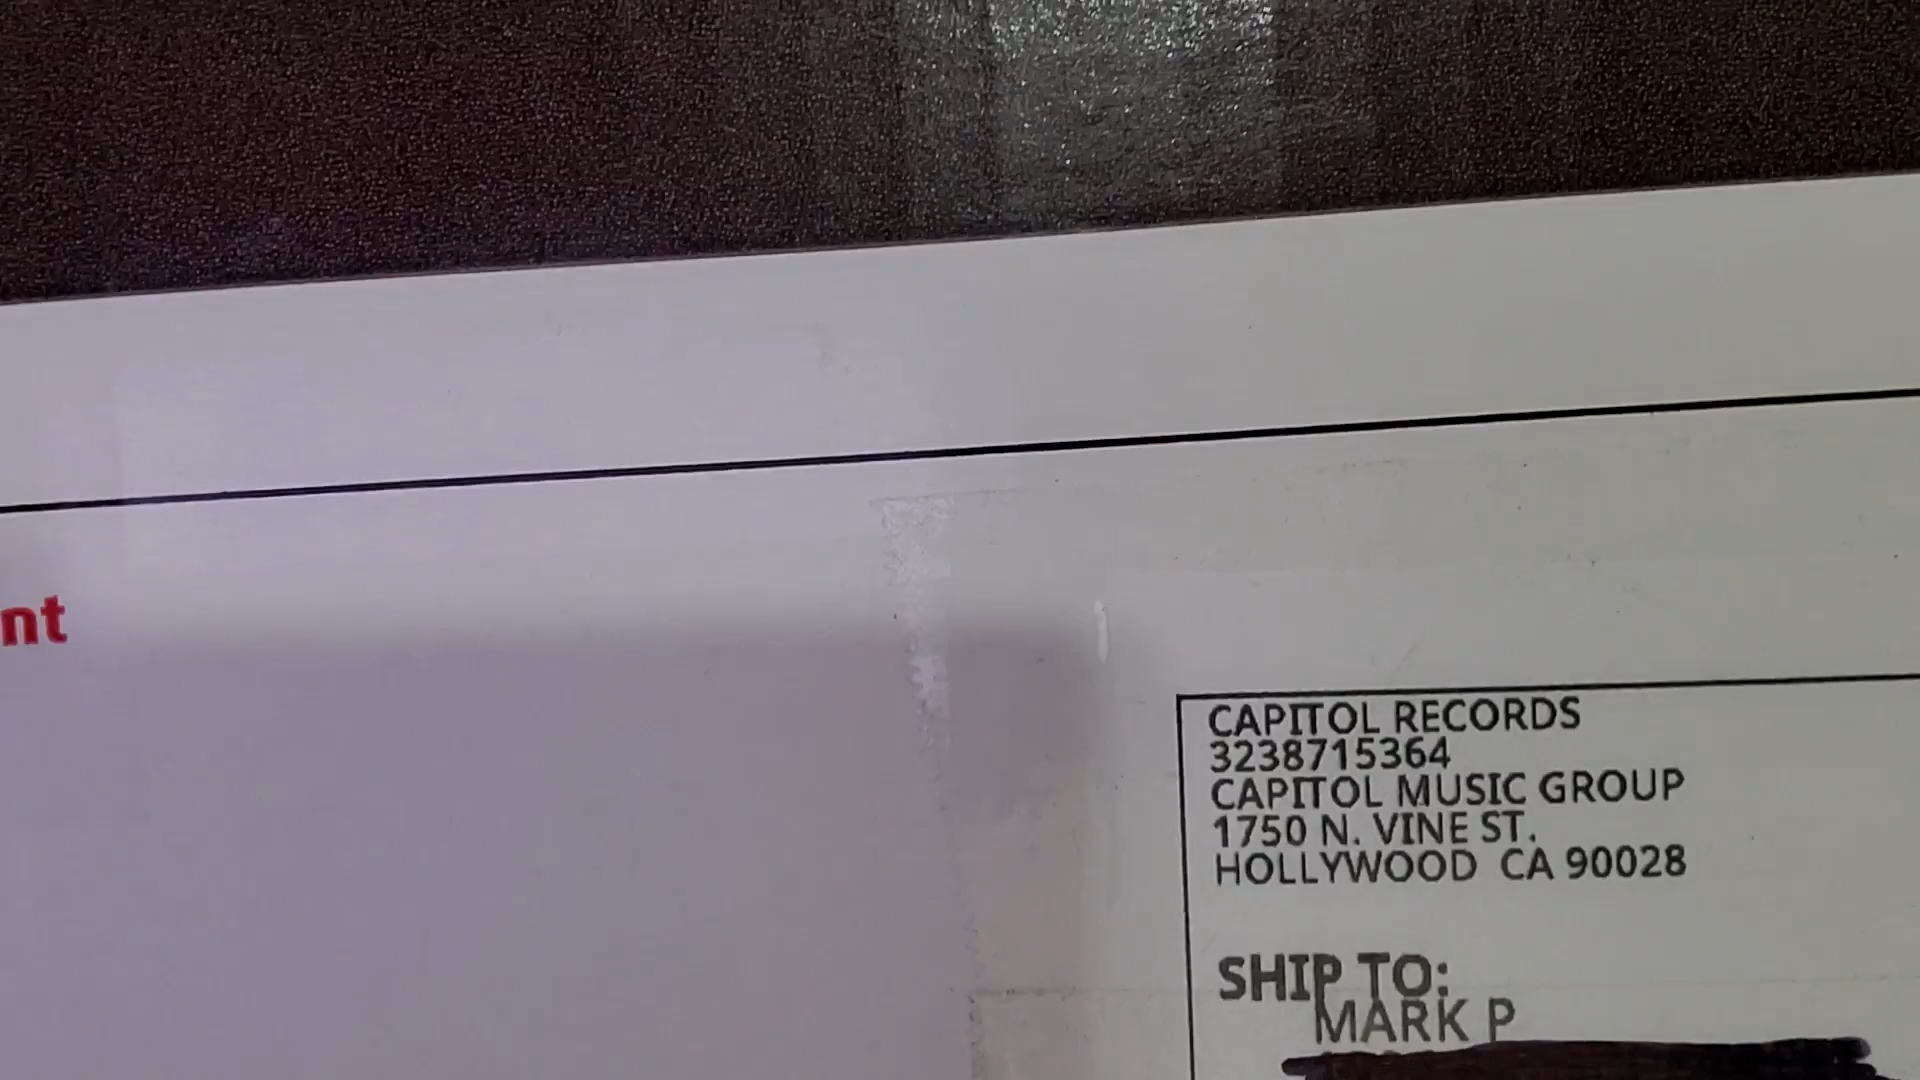 nt
CAPITOL RECORDS
3238715364
CAPITOL MUSIC GROUP
1750 N. VINE ST.
HOLLYWOOD CA 90028
SHIP TO:
MARK P